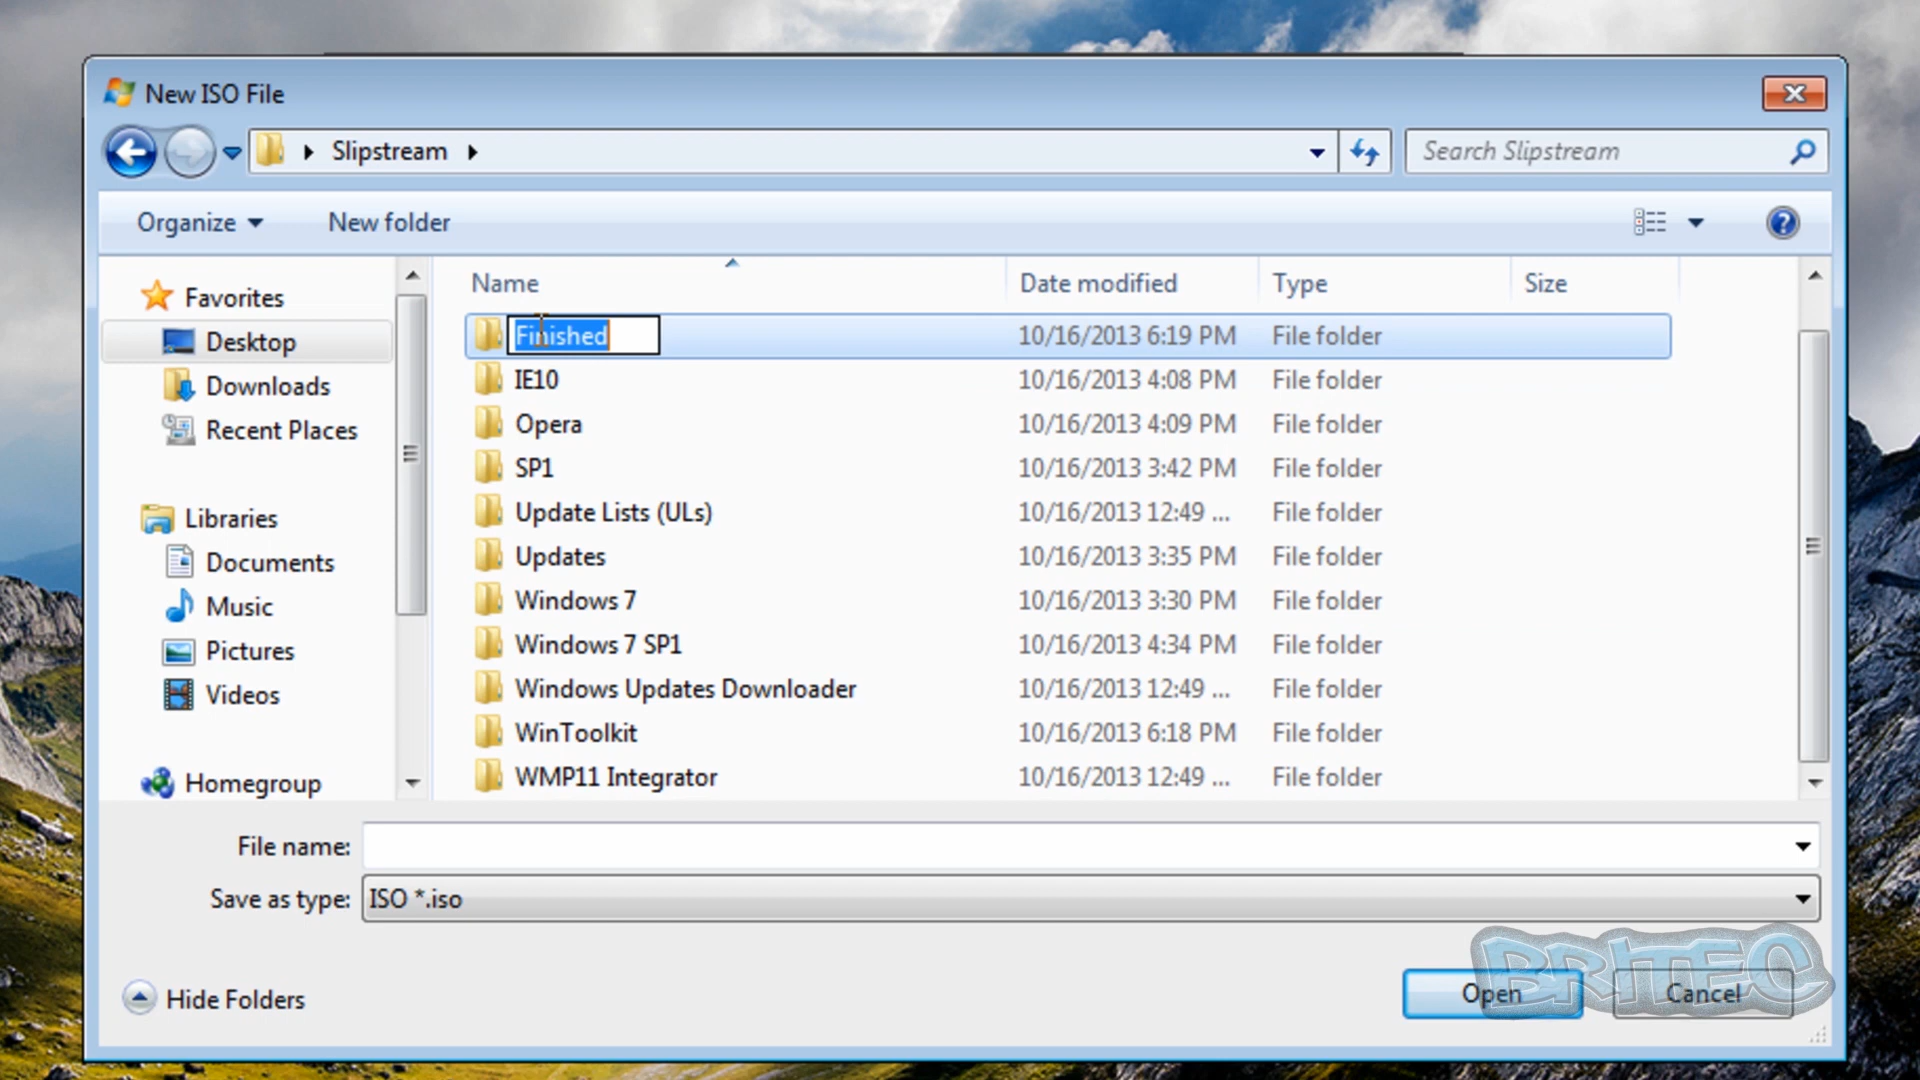 New ISO File
Slipstream
Search Slipstream
Organize
New folder
Name
Date modified
Type
Size
Favorites
Desktop
Downloads
Recent Places
Libraries
Documents
Music
Pictures
Videos
Homegroup
Finished 10/16/2013 6:19 PM File folder
IE10 10/16/2013 4:08 PM File folder
Opera 10/16/2013 4:09 PM File folder
SP1 10/16/2013 3:42 PM File folder
Update Lists (ULs) 10/16/2013 12:49 ... File folder
Updates 10/16/2013 3:35 PM File folder
Windows 7 10/16/2013 3:30 PM File folder
Windows 7 SP1 10/16/2013 4:34 PM File folder
Windows Updates Downloader 10/16/2013 12:49 ... File folder
WinToolkit 10/16/2013 6:18 PM File folder
WMP11 Integrator 10/16/2013 12:49 ... File folder
File name:
Save as type: ISO *.iso
Hide Folders
Open
Cancel
BRITEC